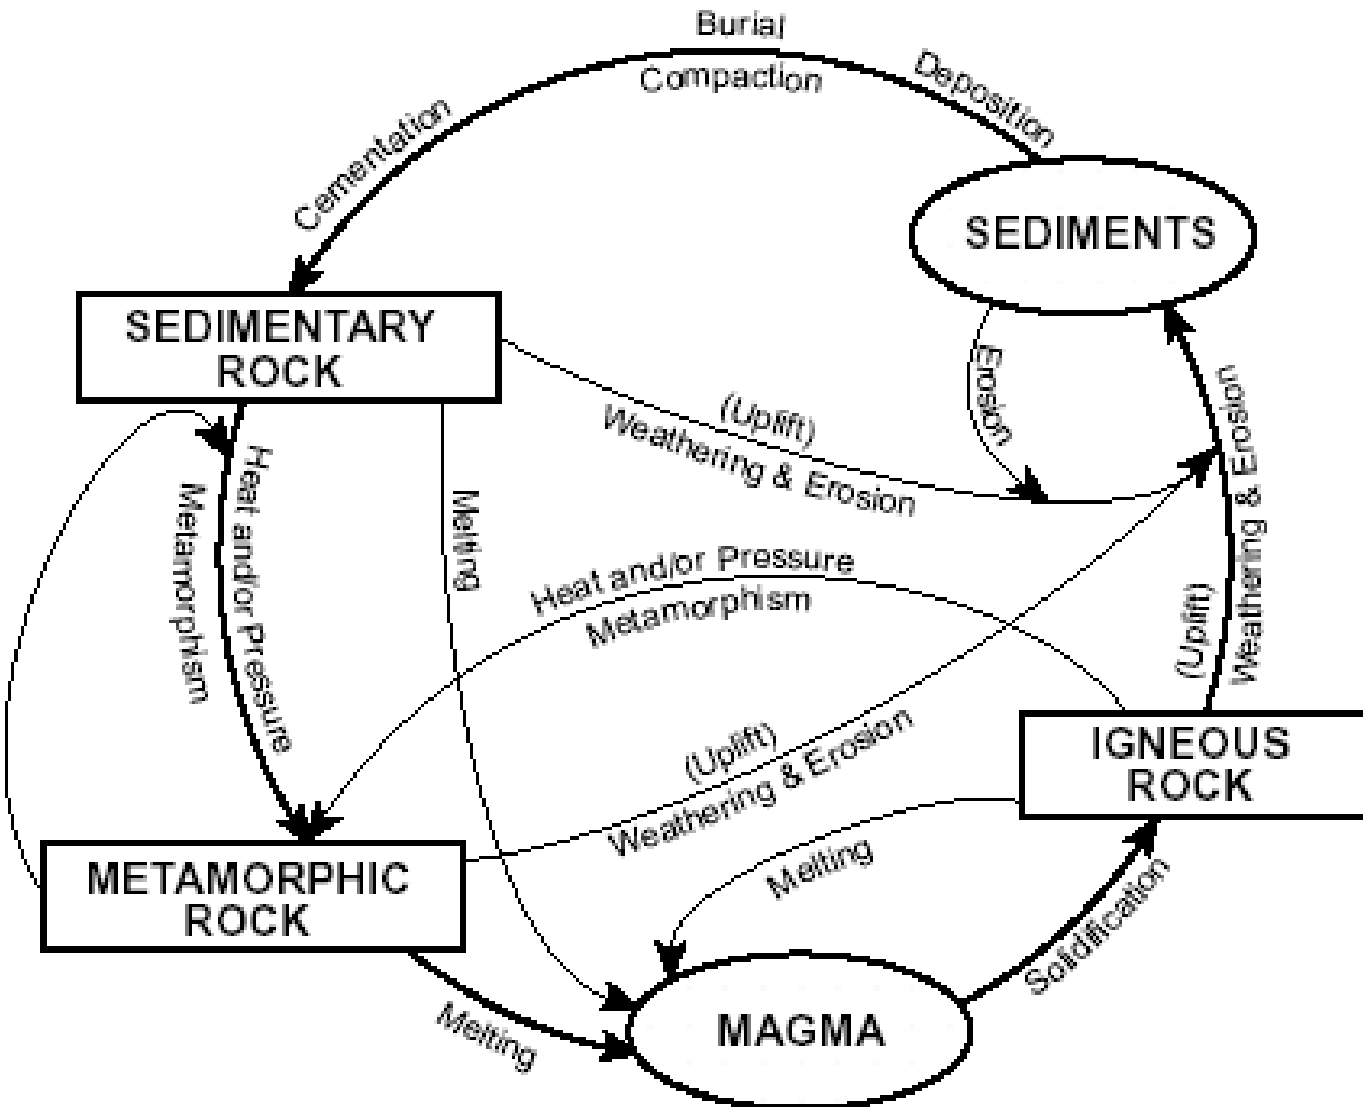 Burial
Compaction
Deposition
Cementation
SEDIMENTS
SEDIMENTARY
ROCK
Erosion
(Uplift)
Weathering & Erosion
Weathering & Erosion
(Uplift)
Heat and/or Pressure
Metamorphism
Melting
Heat and/or Pressure
Metamorphism
(Uplift)
Weathering & Erosion
IGNEOUS
ROCK
Melting
METAMORPHIC
ROCK
Solidification
Melting
MAGMA